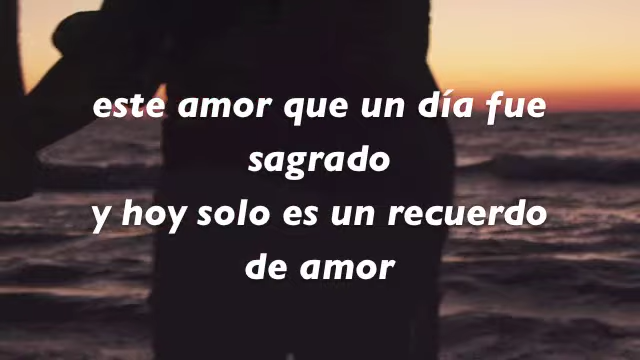 este amor que un día fue
sagrado
y hoy solo es un recuerdo
de amor